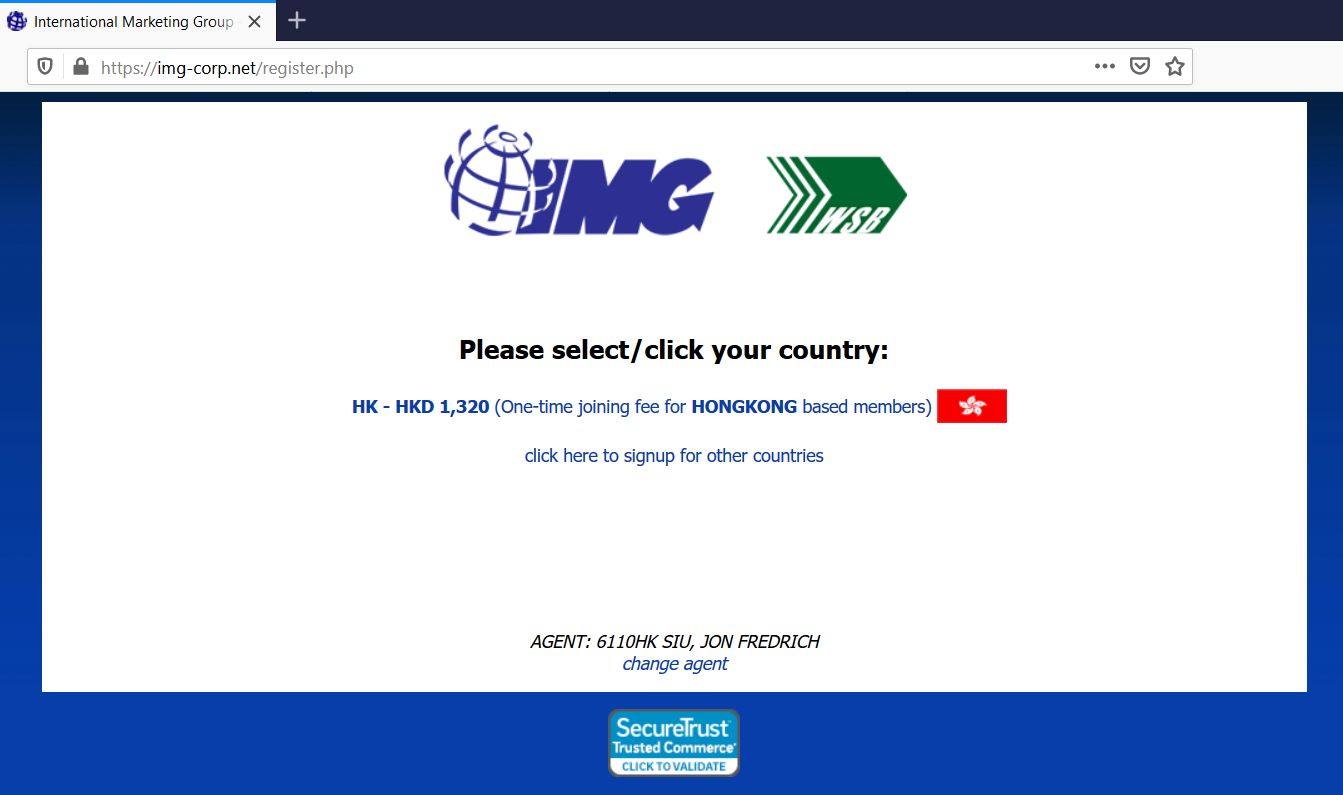 International Marketing Group
https://img-corp.net/register.php
IMG
WSB
Please select/click your country:
HK - HKD 1,320 (One-time joining fee for HONGKONG based members)
click here to signup for other countries
AGENT: 6110HK SIU, JON FREDRICH
change agent
SecureTrust™
Trusted Commerce®
CLICK TO VALIDATE